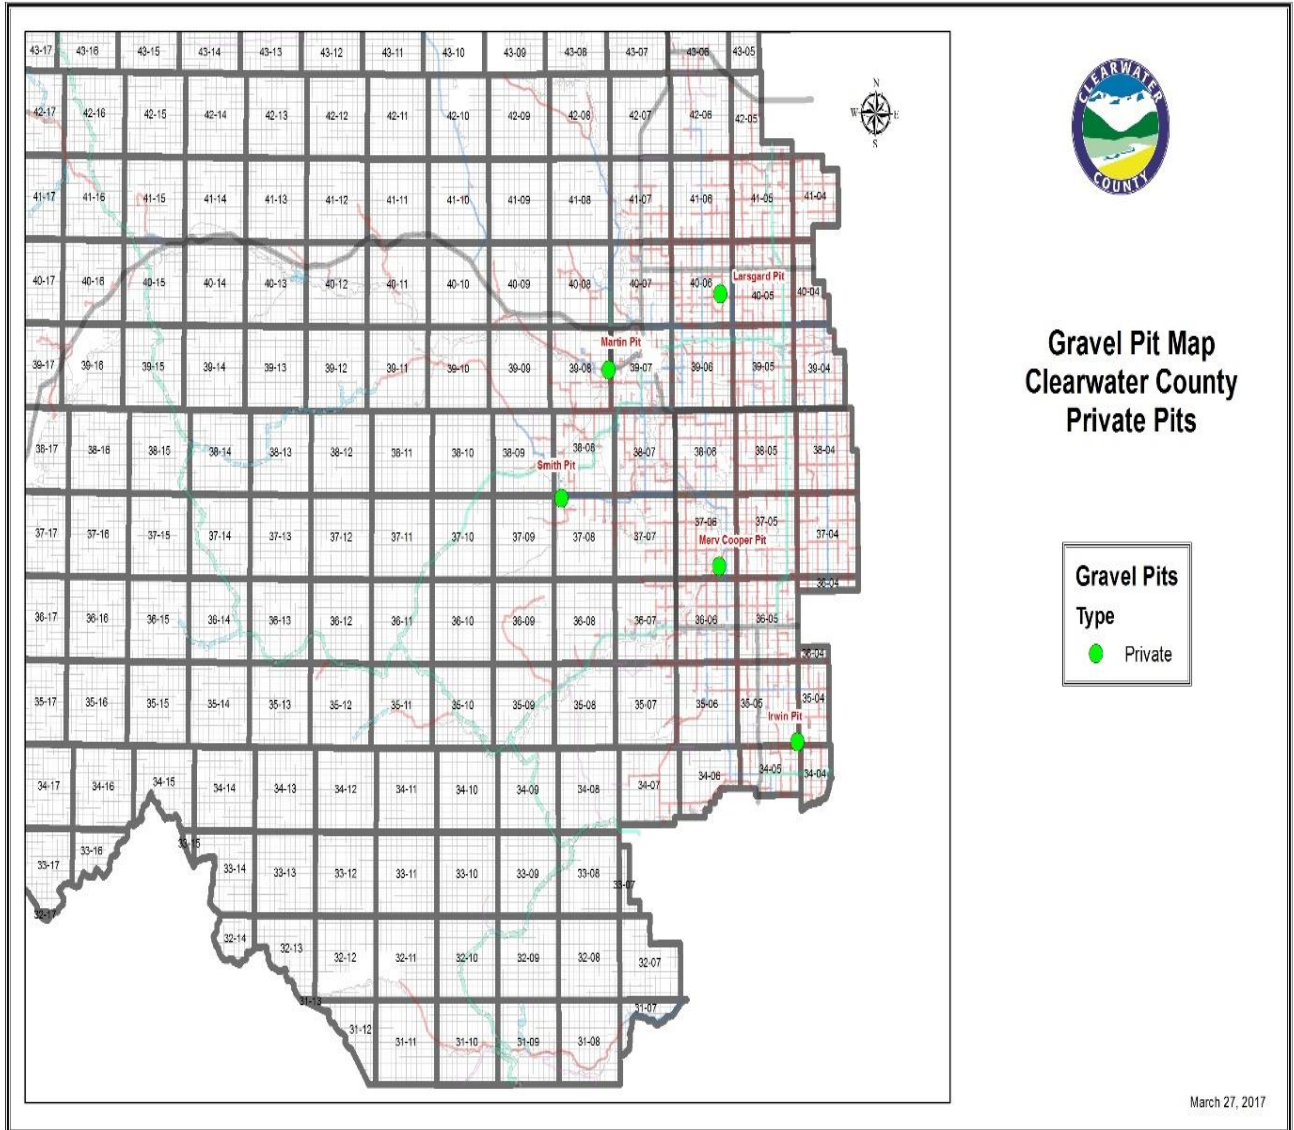 43-17 43-16 43-15 43-14 43-13 43-12 43-11 43-10 43-09 43-08 43-07 43-06 43-05
N
W E
S
42-17 42-16 42-15 42-14 42-13 42-12 42-11 42-10 42-09 42-08 42-07 42-06 42-05
41-17 41-16 41-15 41-14 41-13 41-12 41-11 41-10 41-09 41-08 41-07 41-06 41-05 41-04
Larsgard Pit
40-17 40-16 40-15 40-14 40-13 40-12 40-11 40-10 40-09 40-08 40-07 40-06 40-05 40-04
Martin Pit
39-17 39-16 39-15 39-14 39-13 39-12 39-11 39-10 39-09 39-08 39-07 39-06 39-05 39-04
38-17 38-16 38-15 38-14 38-13 38-12 38-11 38-10 38-09 38-08 38-07 38-06 38-05 38-04
Smith Pit
37-17 37-16 37-15 37-14 37-13 37-12 37-11 37-10 37-09 37-08 37-07 37-06 37-05 37-04
Merv Cooper Pit
36-04
36-17 36-16 36-15 36-14 36-13 36-12 36-11 36-10 36-09 36-08 36-07 36-06 36-05
36-04
35-17 35-16 35-15 35-14 35-13 35-12 35-11 35-10 35-09 35-08 35-07 35-06 35-05 35-04
Irwin Pit
34-17 34-16 34-15 34-14 34-13 34-12 34-11 34-10 34-09 34-08 34-07 34-06 34-05 34-04
33-17 33-16 33-15 33-14 33-13 33-12 33-11 33-10 33-09 33-08 33-07
32-17 32-14 32-13 32-12 32-11 32-10 32-09 32-08 32-07
31-13 31-12 31-11 31-10 31-09 31-08 31-07
CLEARWATER
COUNTY
Gravel Pit Map
Clearwater County
Private Pits
Gravel Pits
Type
Private
March 27, 2017